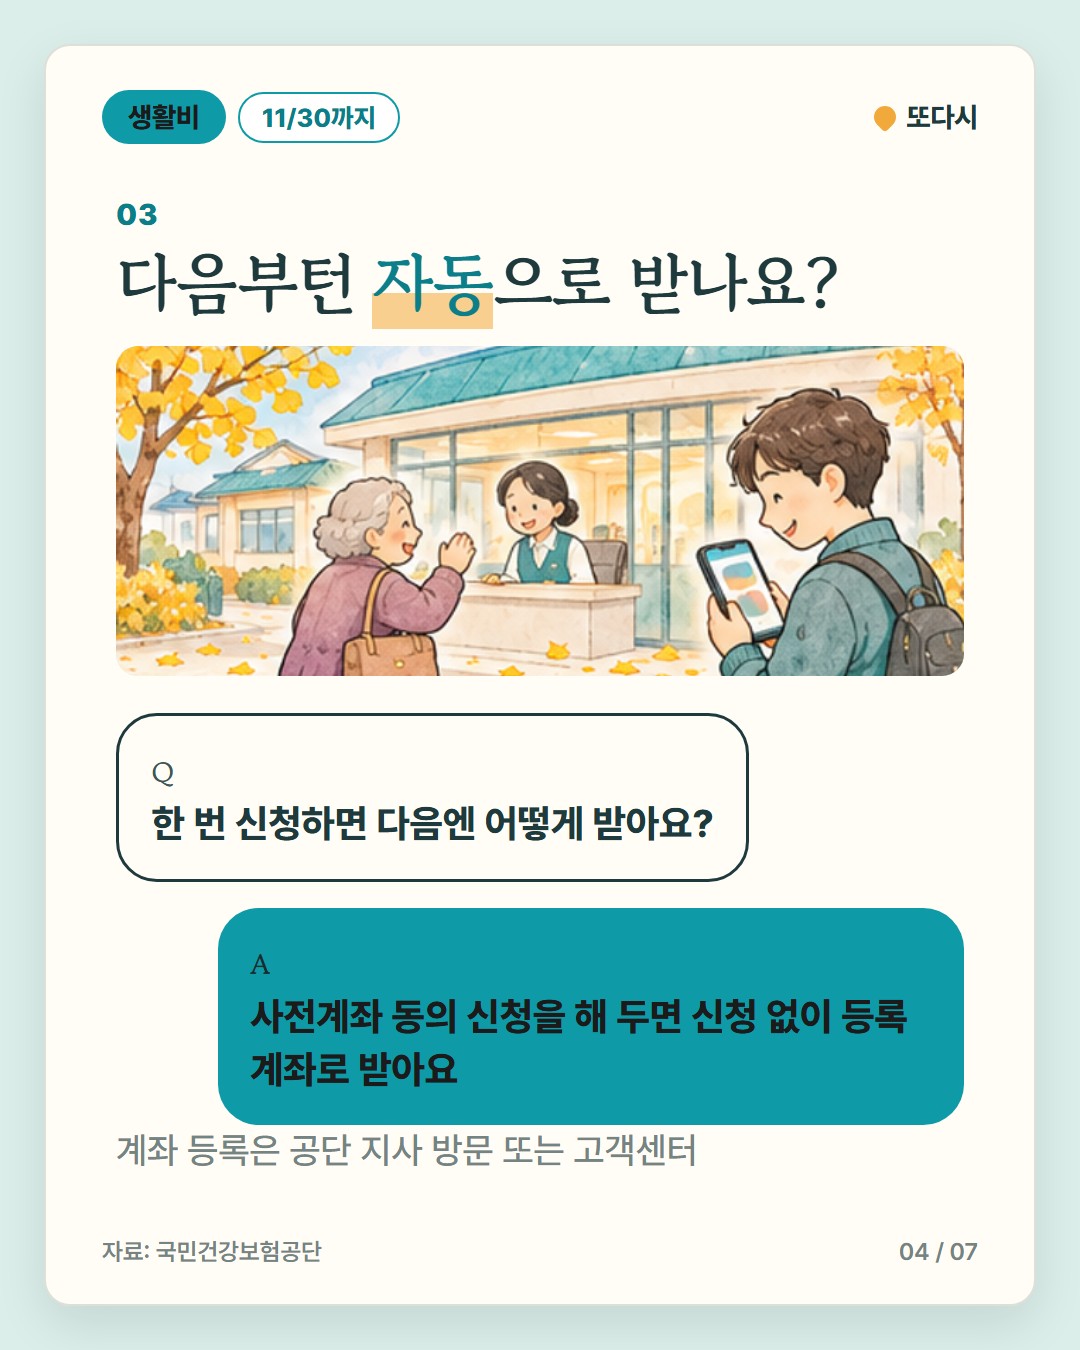 생활비
11/30까지
또다시
03
다음부턴 자동으로 받나요?
Q
한 번 신청하면 다음엔 어떻게 받아요?
A
사전계좌 동의 신청을 해 두면 신청 없이 등록
계좌로 받아요
계좌 등록은 공단 지사 방문 또는 고객센터
자료: 국민건강보험공단
04 / 07